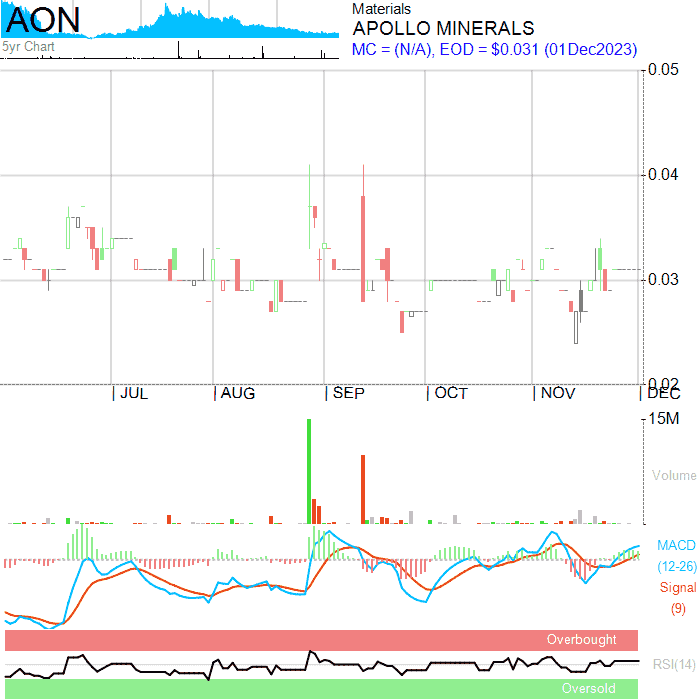 AON
5yr Chart
Materials
APOLLO MINERALS
MC = (N/A), EOD = $0.031 (01Dec2023)
0.05
0.04
0.03
0.02
JUL
AUG
SEP
OCT
NOV
DEC
15M
Volume
MACD
(12-26)
Signal
(9)
Overbought
RSI(14)
Oversold